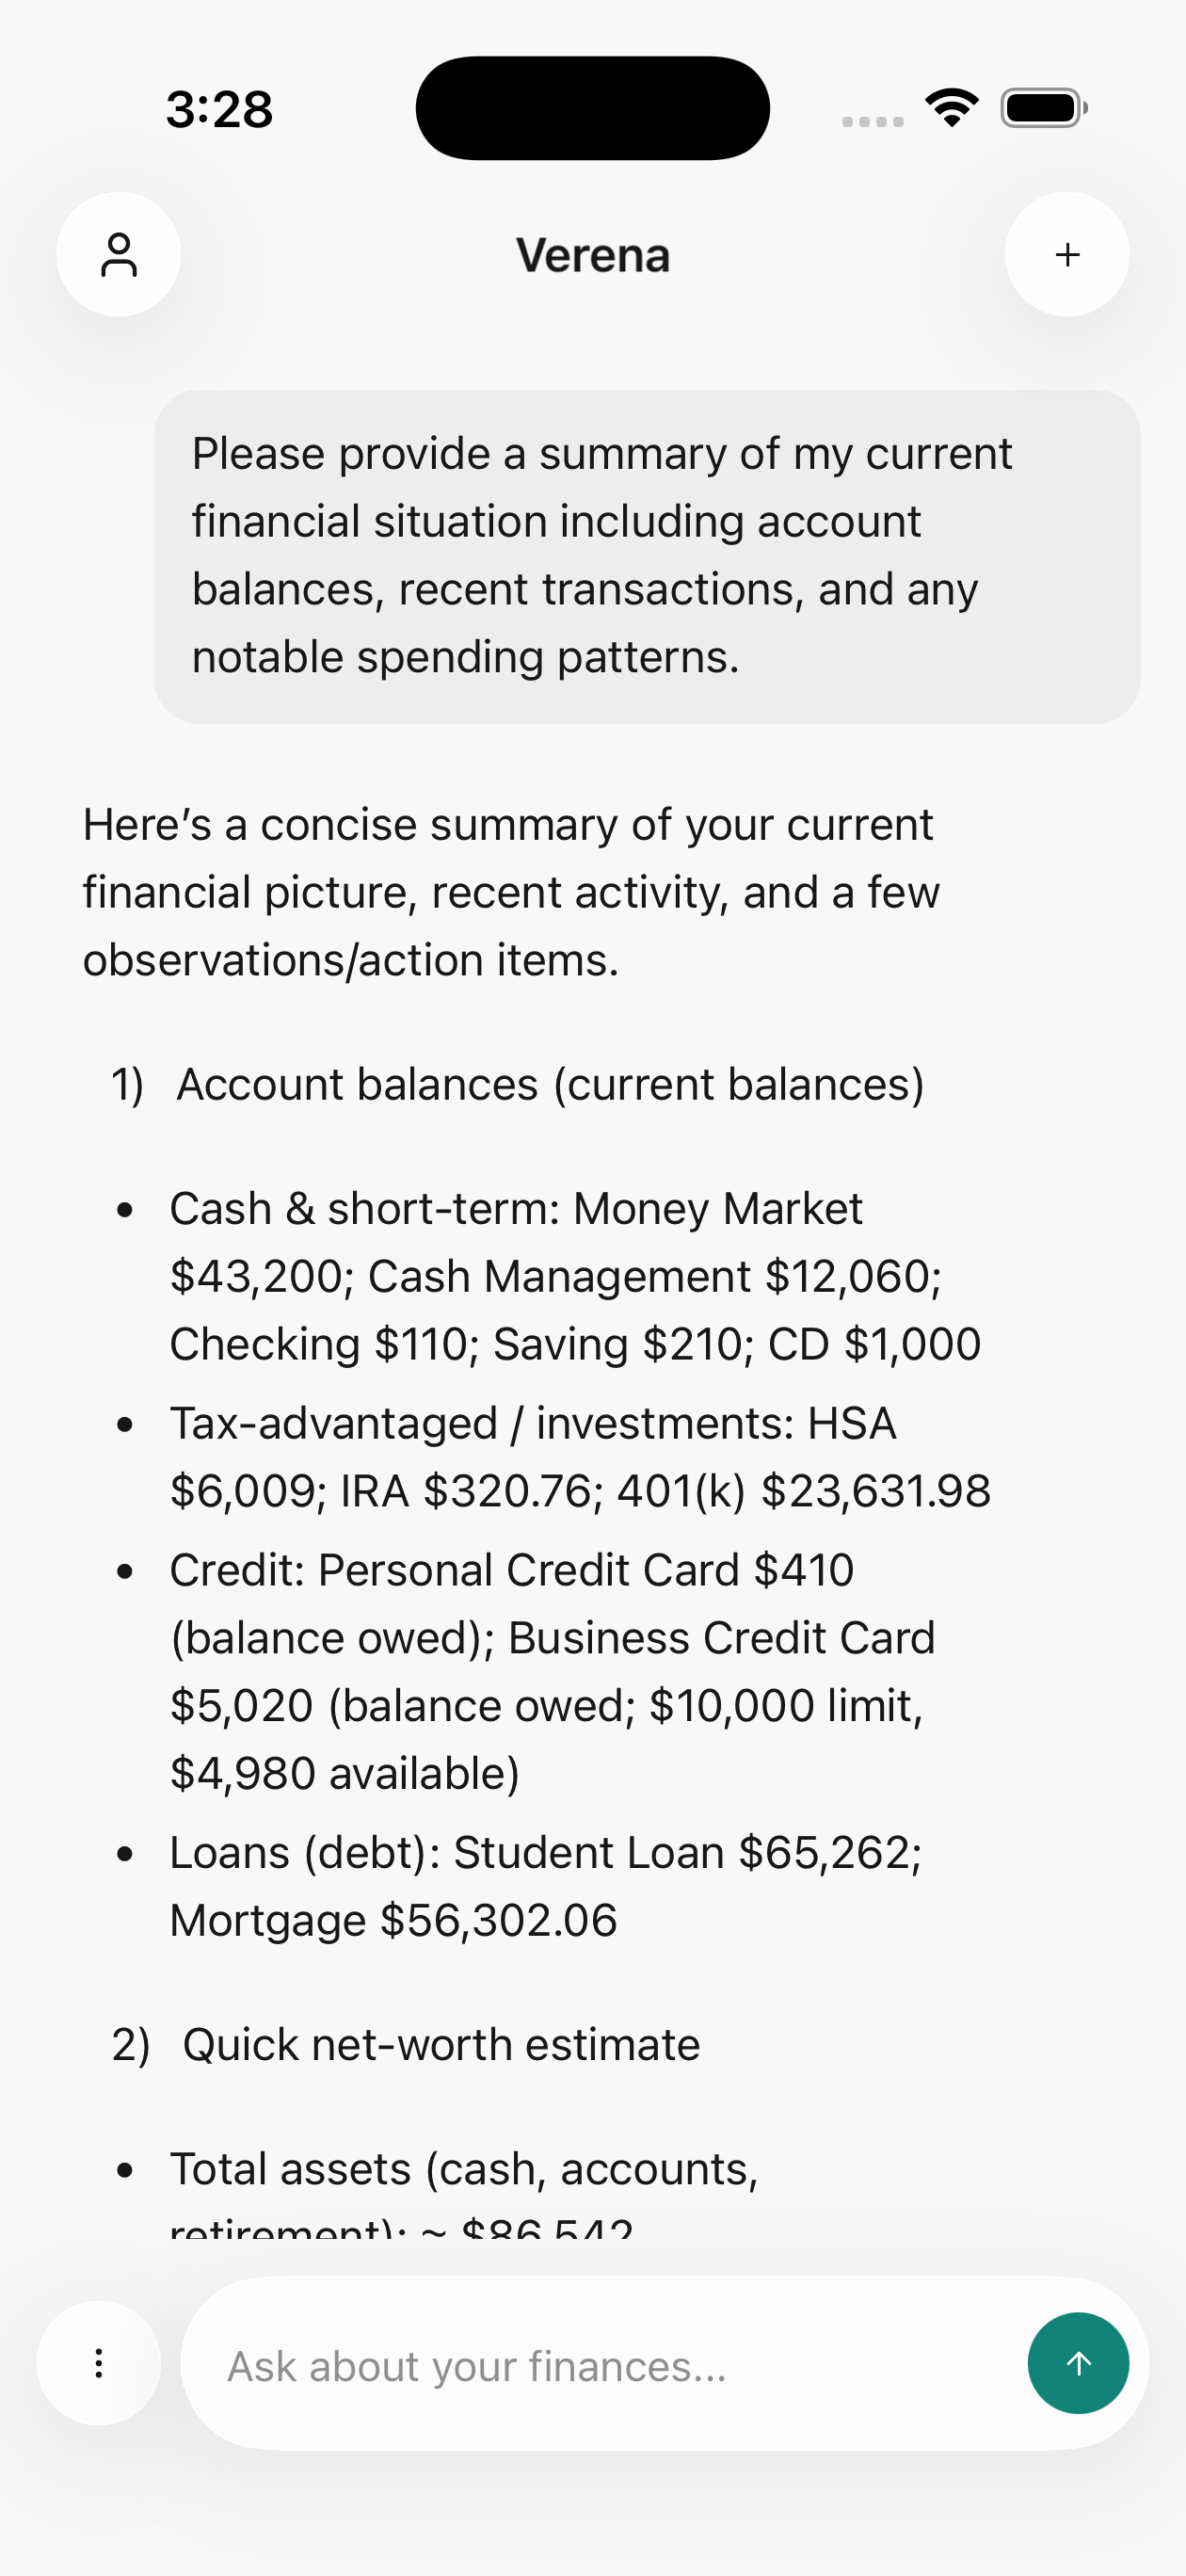 3:28
Verena
Please provide a summary of my current
financial situation including account
balances, recent transactions, and any
notable spending patterns.
Here’s a concise summary of your current
financial picture, recent activity, and a few
observations/action items.
1) Account balances (current balances)
• Cash & short-term: Money Market
$43,200; Cash Management $12,060;
Checking $110; Saving $210; CD $1,000
• Tax-advantaged / investments: HSA
$6,009; IRA $320.76; 401(k) $23,631.98
• Credit: Personal Credit Card $410
(balance owed); Business Credit Card
$5,020 (balance owed; $10,000 limit,
$4,980 available)
• Loans (debt): Student Loan $65,262;
Mortgage $56,302.06
2) Quick net-worth estimate
• Total assets (cash, accounts,
retirement): ~ $86,542
Ask about your finances...